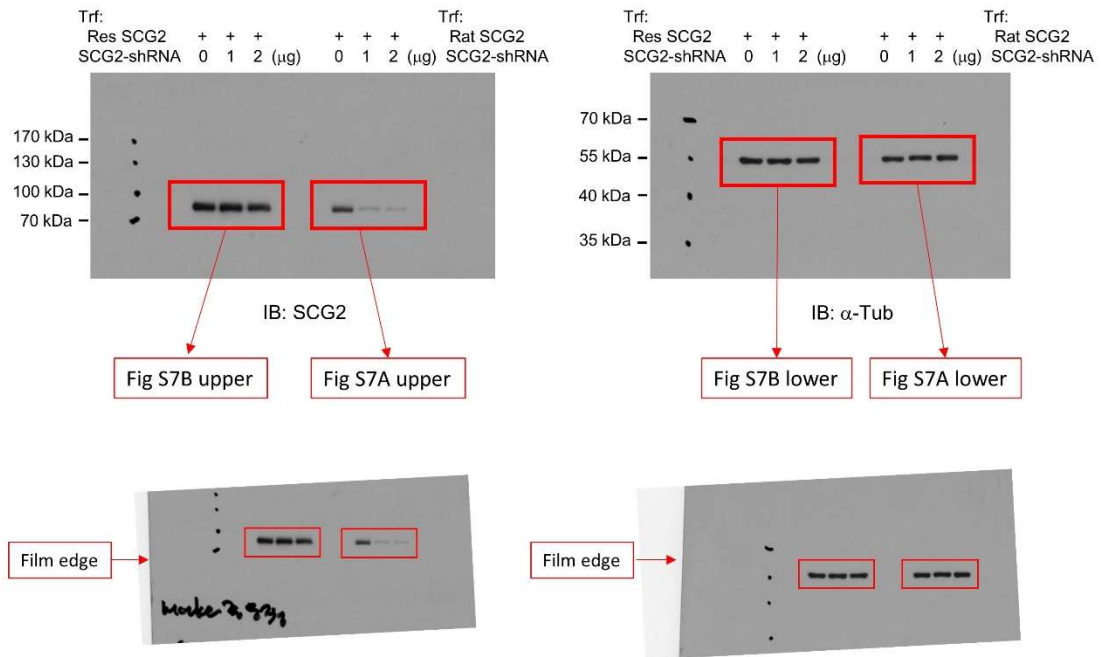 Trf:
Res SCG2 + + +
SCG2-shRNA 0 1 2 (μg)
+ + + Rat SCG2
0 1 2 (μg) SCG2-shRNA
Trf:
170 kDa
130 kDa
100 kDa
70 kDa
IB: SCG2
Fig S7B upper
Fig S7A upper
Trf:
Res SCG2 + + +
SCG2-shRNA 0 1 2 (μg)
+ + + Rat SCG2
0 1 2 (μg) SCG2-shRNA
Trf:
70 kDa
55 kDa
40 kDa
35 kDa
IB: α-Tub
Fig S7B lower
Fig S7A lower
Film edge
Film edge